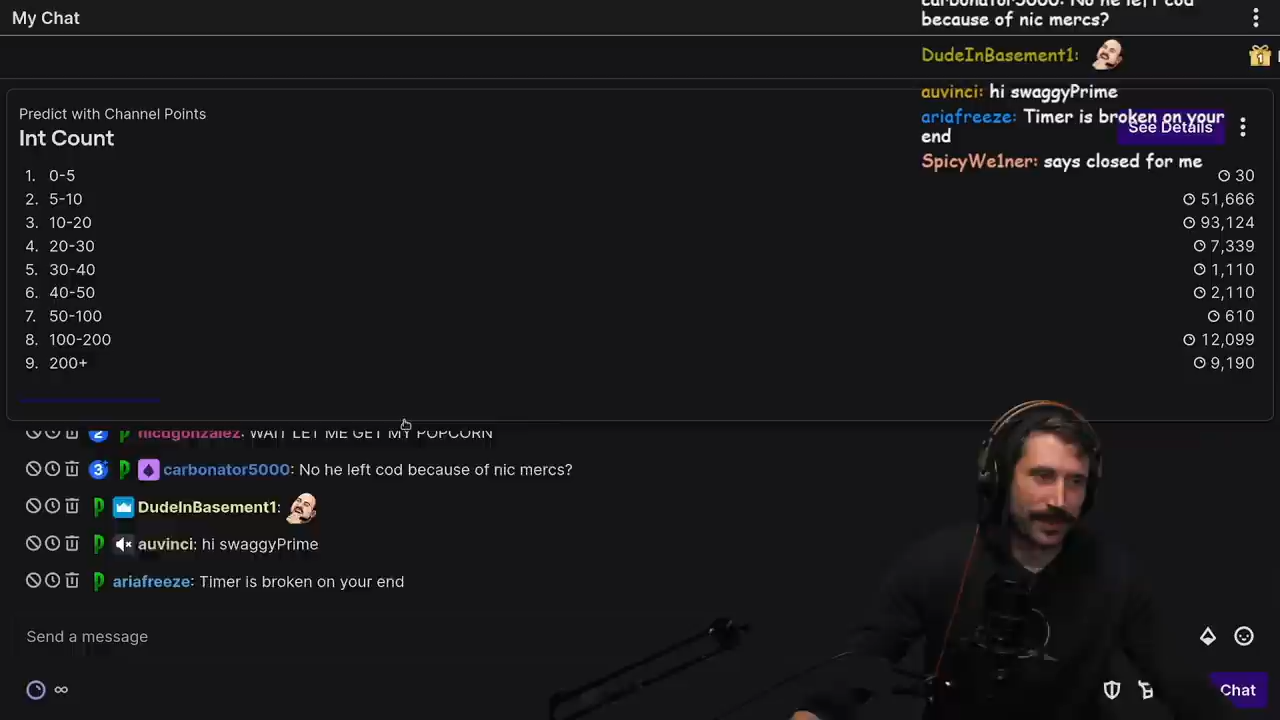 My Chat
carbonator5000: No he left cod
because of nic mercs?
DudeInBasement1:
auvinci: hi swaggyPrime
ariafreeze: Timer is broken on your
end
SpicyWe1ner: says closed for me
Predict with Channel Points
Int Count
See Details
1. 0-5 30
2. 5-10 51,666
3. 10-20 93,124
4. 20-30 7,339
5. 30-40 1,110
6. 40-50 2,110
7. 50-100 610
8. 100-200 12,099
9. 200+ 9,190
nicdgonzalez: WAIT LET ME GET MY POPCORN
carbonator5000: No he left cod because of nic mercs?
DudeInBasement1:
auvinci: hi swaggyPrime
ariafreeze: Timer is broken on your end
Send a message
∞
Chat